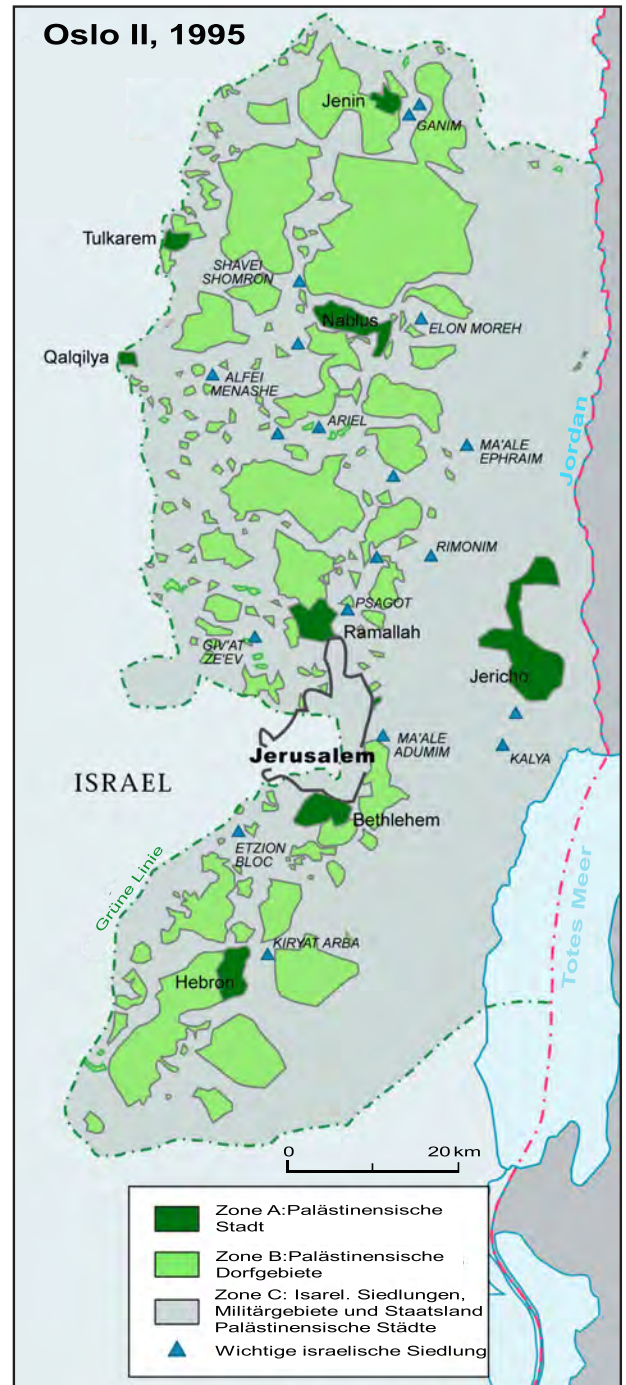 Oslo II, 1995
Jenin
GANIM
Tulkarem
SHAVEI
SHOMRON
Nablus
ELON MOREH
Qalqilya
ALFEI
MENASHE
ARIEL
MA'ALE
EPHRAIM
Jordan
RIMONIM
PSAGOT
Ramallah
GIV'AT
ZE'EV
Jericho
MA'ALE
ADUMIM
KALYA
Jerusalem
ISRAEL
Bethlehem
ETZION
BLOC
Grüne Linie
Totes Meer
KIRYAT ARBA
Hebron
0 20 km
Zone A:Palästinensische
Stadt
Zone B:Palästinensische
Dorfgebiete
Zone C: Isarel. Siedlungen,
Militärgebiete und Staatsland
Palästinensische Städte
Wichtige israelische Siedlung